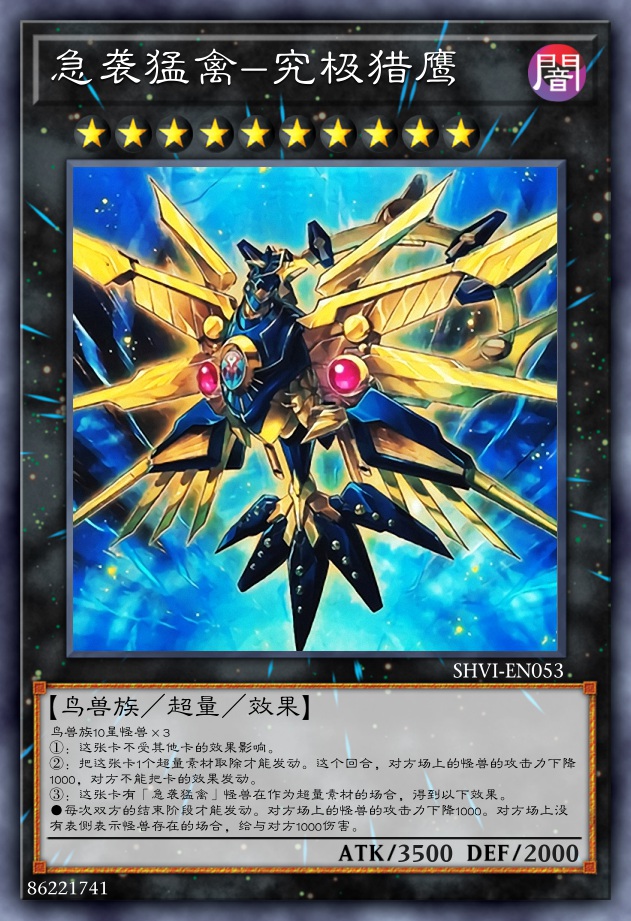 急袭猛禽-究极猎鹰
闇
SHVI-EN053
【鸟兽族／超量／效果】
鸟兽族10星怪兽×3
①：这张卡不受其他卡的效果影响。
②：把这张卡1个超量素材取除才能发动。这个回合，对方场上的怪兽的攻击力下降
1000，对方不能把卡的效果发动。
③：这张卡有「急袭猛禽」怪兽在作为超量素材的场合，得到以下效果。
●每次双方的结束阶段才能发动。对方场上的怪兽的攻击力下降1000。对方场上没
有表侧表示怪兽存在的场合，给与对方1000伤害。
ATK/3500 DEF/2000
86221741